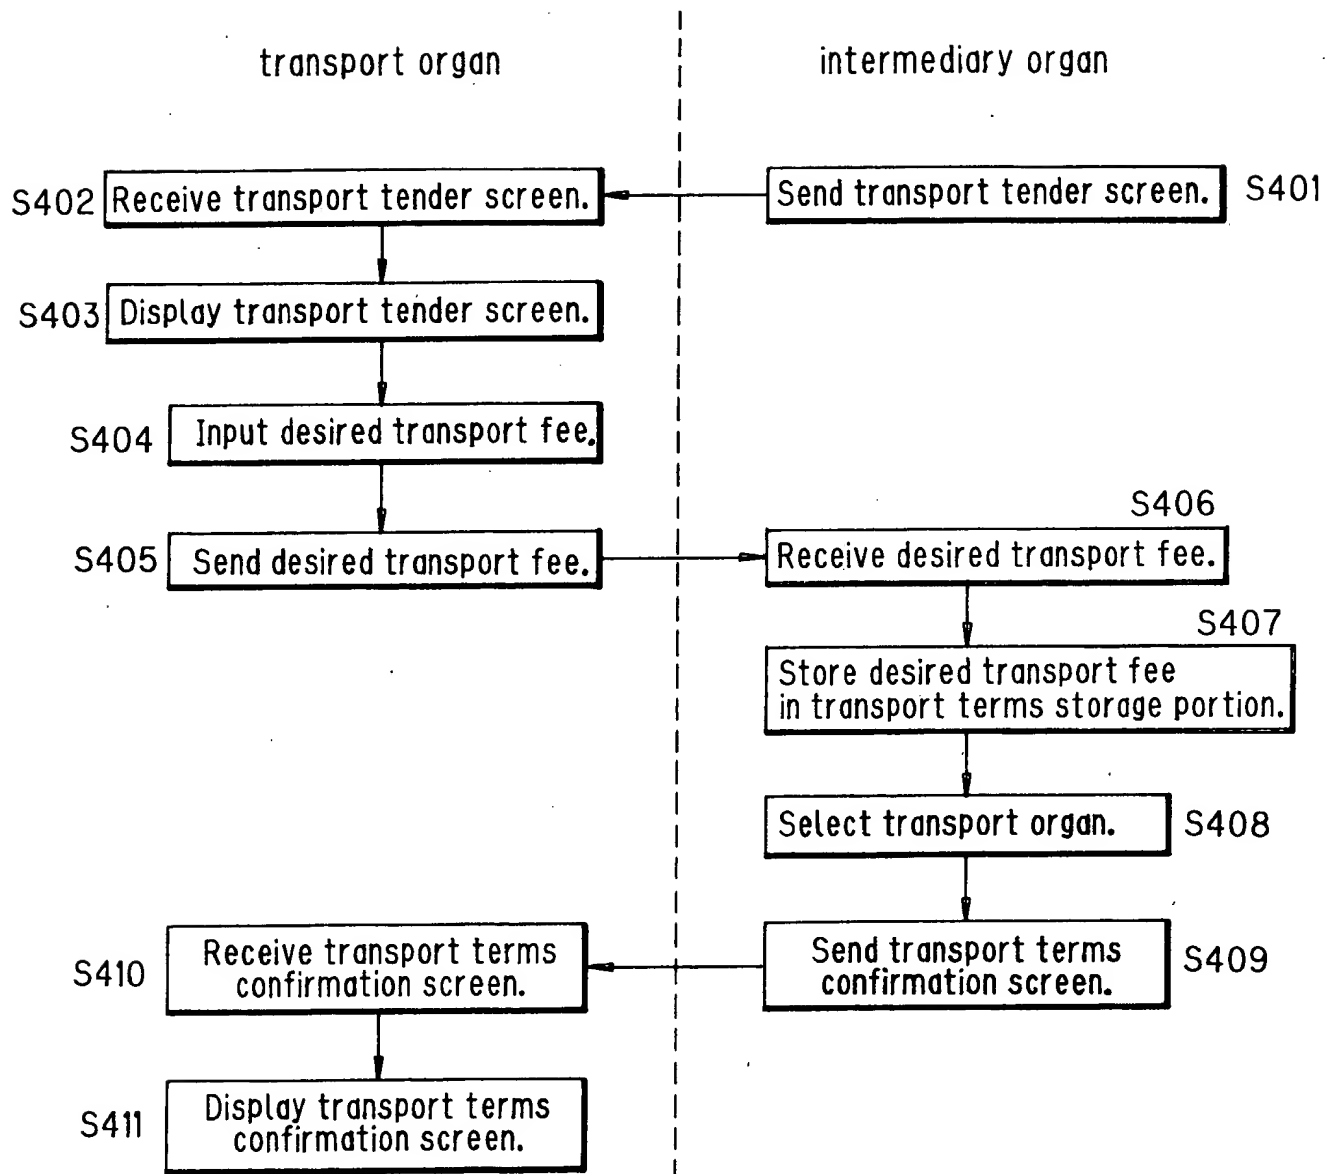 transport organ
intermediary organ
S402
Receive transport tender screen.
Send transport tender screen.
S401
S403
Display transport tender screen.
S404
Input desired transport fee.
S405
Send desired transport fee.
S406
Receive desired transport fee.
S407
Store desired transport fee
in transport terms storage portion.
Select transport organ.
S408
S410
Receive transport terms
confirmation screen.
Send transport terms
confirmation screen.
S409
S411
Display transport terms
confirmation screen.